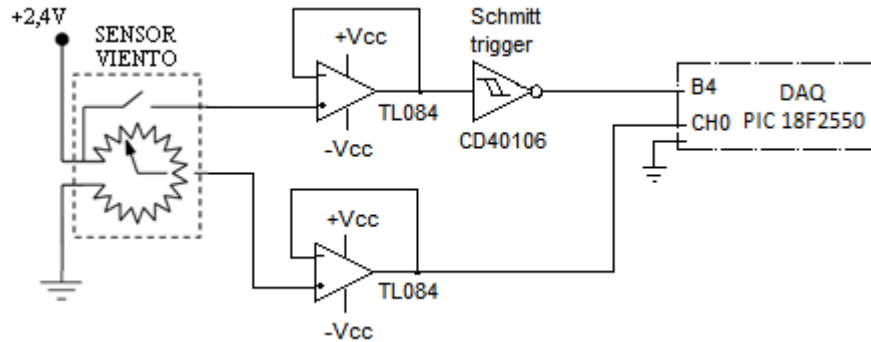 +2,4V
SENSOR
VIENTO
+Vcc
TL084
-Vcc
Schmitt
trigger
CD40106
B4
CH0
DAQ
PIC 18F2550
+Vcc
TL084
-Vcc